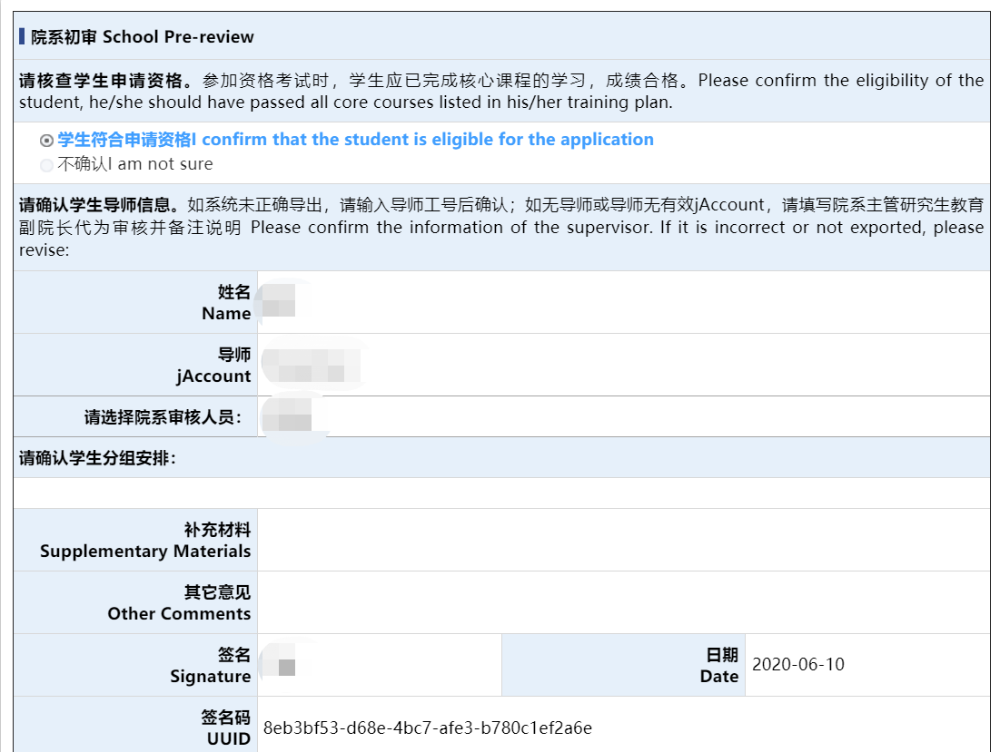 院系初审 School Pre-review
请核查学生申请资格。参加资格考试时，学生应已完成核心课程的学习，成绩合格。Please confirm the eligibility of the
student, he/she should have passed all core courses listed in his/her training plan.
学生符合申请资格I confirm that the student is eligible for the application
不确认I am not sure
请确认学生导师信息。如系统未正确导出，请输入导师工号后确认；如无导师或导师无有效jAccount，请填写院系主管研究生教育
副院长代为审核并备注说明 Please confirm the information of the supervisor. If it is incorrect or not exported, please
revise:
姓名
Name
导师
jAccount
请选择院系审核人员：
请确认学生分组安排：
补充材料
Supplementary Materials
其它意见
Other Comments
签名
Signature
日期
Date
2020-06-10
签名码
UUID
8eb3bf53-d68e-4bc7-afe3-b780c1ef2a6e